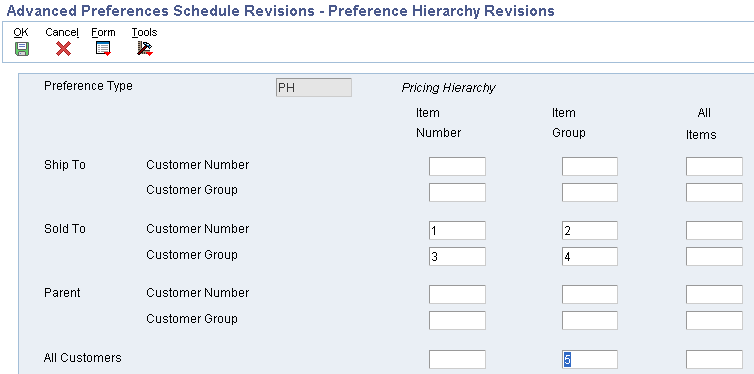 Advanced Preferences Schedule Revisions - Preference Hierarchy Revisions
OK Cancel Form Tools
Preference Type PH Pricing Hierarchy
Item Item All
Number Group Items
Ship To Customer Number
Customer Group
Sold To Customer Number 1 2
Customer Group 3 4
Parent Customer Number
Customer Group
All Customers 5